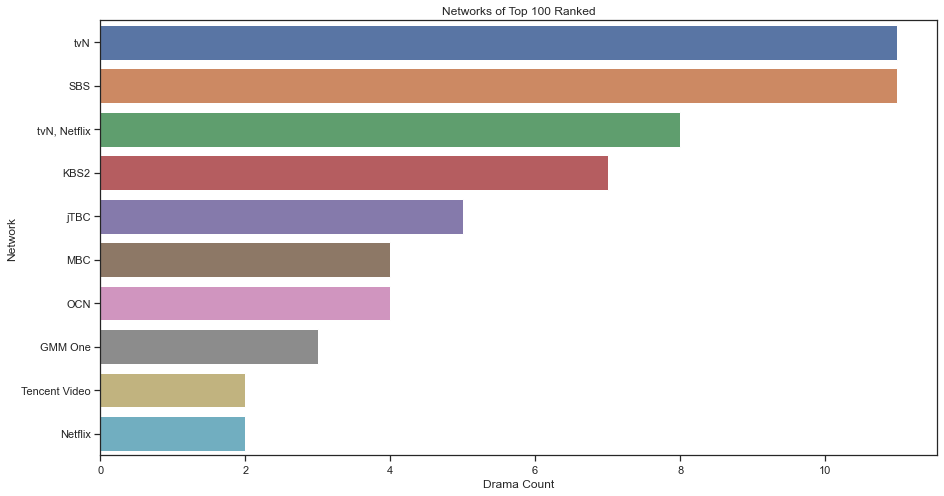 Networks of Top 100 Ranked
tvN
SBS
tvN, Netflix
KBS2
jTBC
MBC
OCN
GMM One
Tencent Video
Netflix
Network
0 2 4 6 8 10
Drama Count